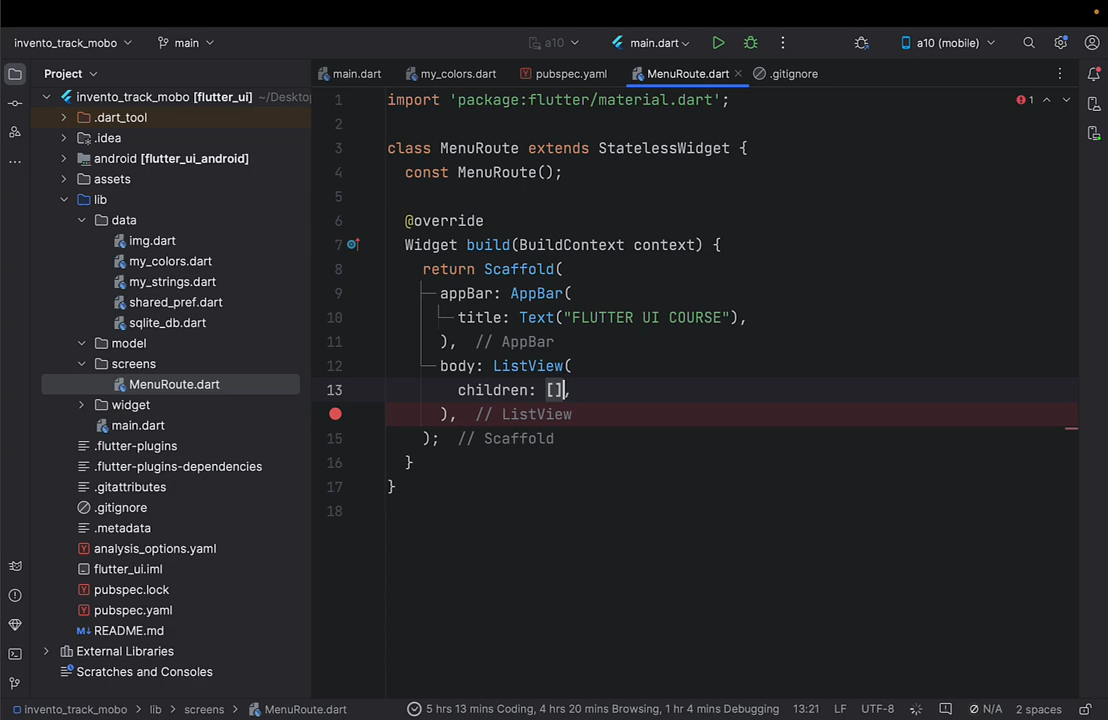 invento_track_mobo
main
a10
main.dart
a10 (mobile)
Project
main.dart
my_colors.dart
pubspec.yaml
MenuRoute.dart
.gitignore
invento_track_mobo [flutter_ui] ~/Deskto
.dart_tool
.idea
android [flutter_ui_android]
assets
lib
data
img.dart
my_colors.dart
my_strings.dart
shared_pref.dart
sqlite_db.dart
model
screens
MenuRoute.dart
widget
main.dart
.flutter-plugins
.flutter-plugins-dependencies
.gitattributes
.gitignore
.metadata
analysis_options.yaml
flutter_ui.iml
pubspec.lock
pubspec.yaml
README.md
External Libraries
Scratches and Consoles
1 import 'package:flutter/material.dart';
1
2
3 class MenuRoute extends StatelessWidget {
4 const MenuRoute();
5
6 @override
7 Widget build(BuildContext context) {
8 return Scaffold(
9 appBar: AppBar(
10 title: Text("FLUTTER UI COURSE"),
11 ), // AppBar
12 body: ListView(
13 children: [],
), // ListView
15 ); // Scaffold
16 }
17 }
18
invento_track_mobo > lib > screens > MenuRoute.dart
5 hrs 13 mins Coding, 4 hrs 20 mins Browsing, 1 hr 4 mins Debugging
13:21 LF UTF-8 N/A 2 spaces